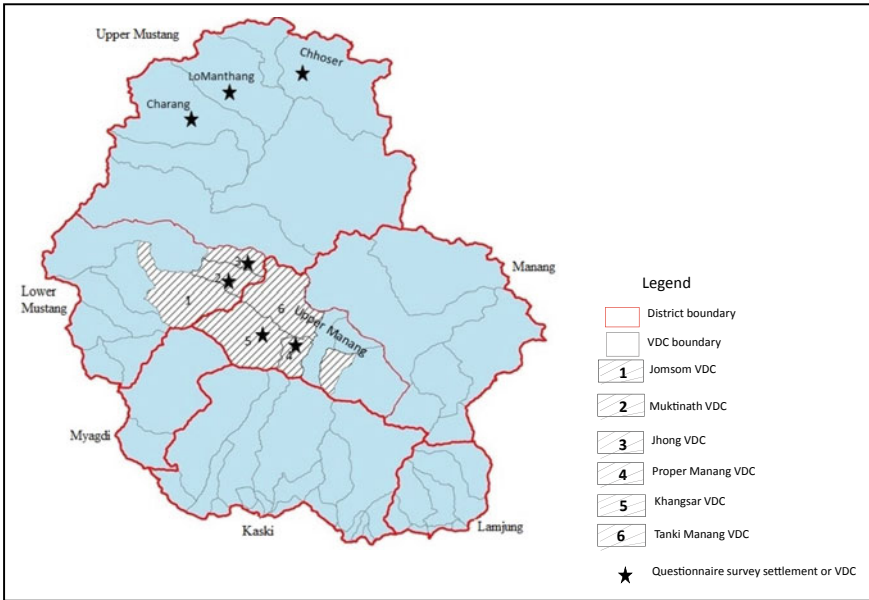 Upper Mustang
Chhoser
LoManthang
Charang
Manang
Lower
Mustang
3
2
1
6
Upper Manang
5
4
Myagdi
Kaski
Lamjung
Legend
District boundary
VDC boundary
1 Jomsom VDC
2 Muktinath VDC
3 Jhong VDC
4 Proper Manang VDC
5 Khangsar VDC
6 Tanki Manang VDC
Questionnaire survey settlement or VDC